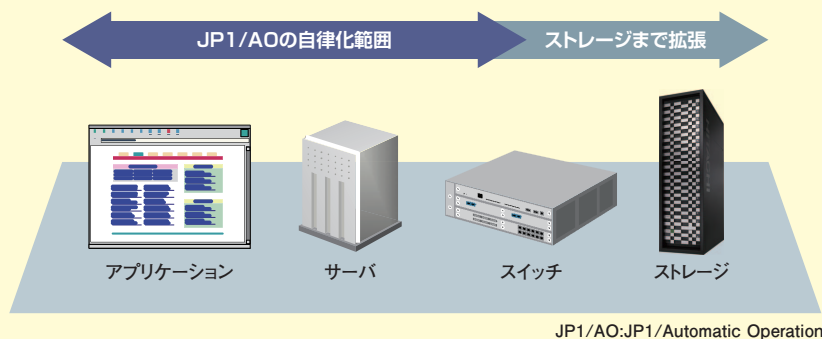 JP1/AOの自律化範囲
ストレージまで拡張
アプリケーション
サーバ
スイッチ
ストレージ
JP1/AO:JP1/Automatic Operation